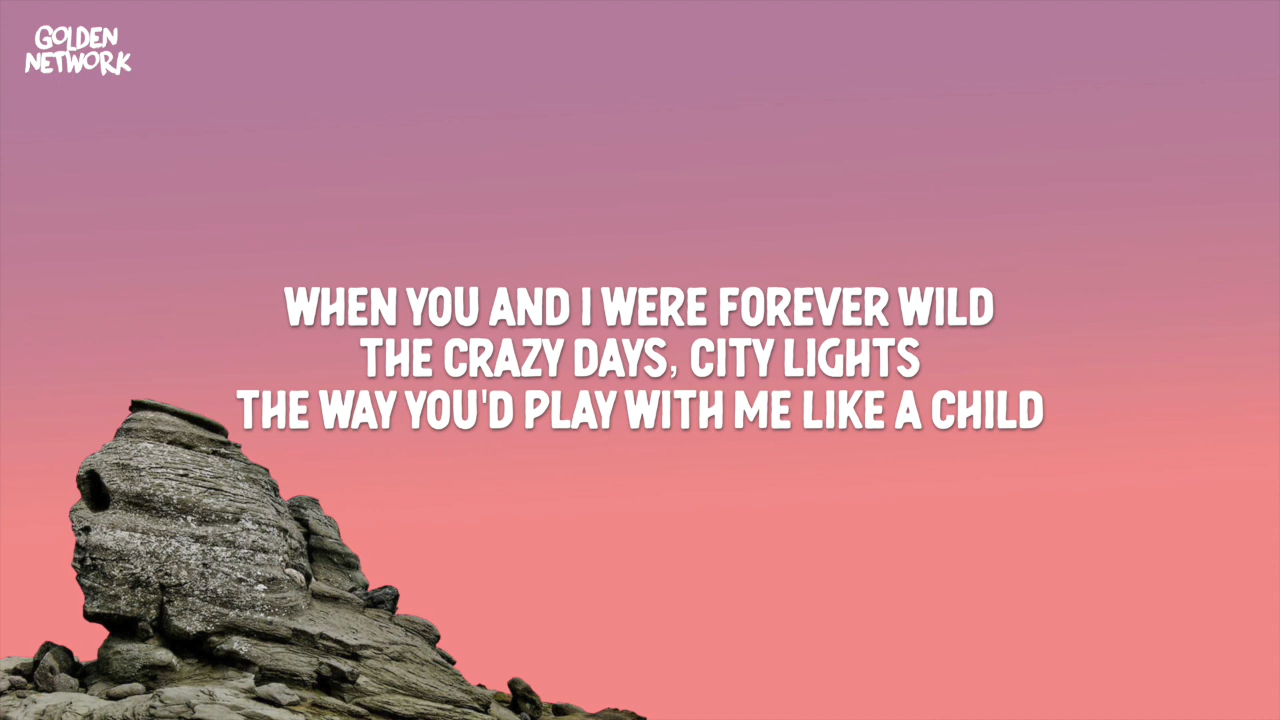 GOLDEN
NETWORK
WHEN YOU AND I WERE FOREVER WILD
THE CRAZY DAYS, CITY LIGHTS
THE WAY YOU'D PLAY WITH ME LIKE A CHILD